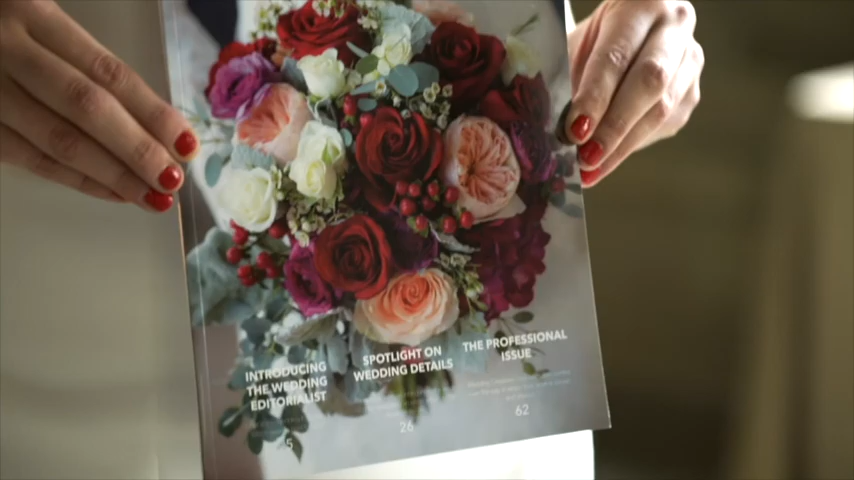 INTRODUCING
THE WEDDING
EDITORIALIST
5
SPOTLIGHT ON
WEDDING DETAILS
26
THE PROFESSIONAL
ISSUE
62